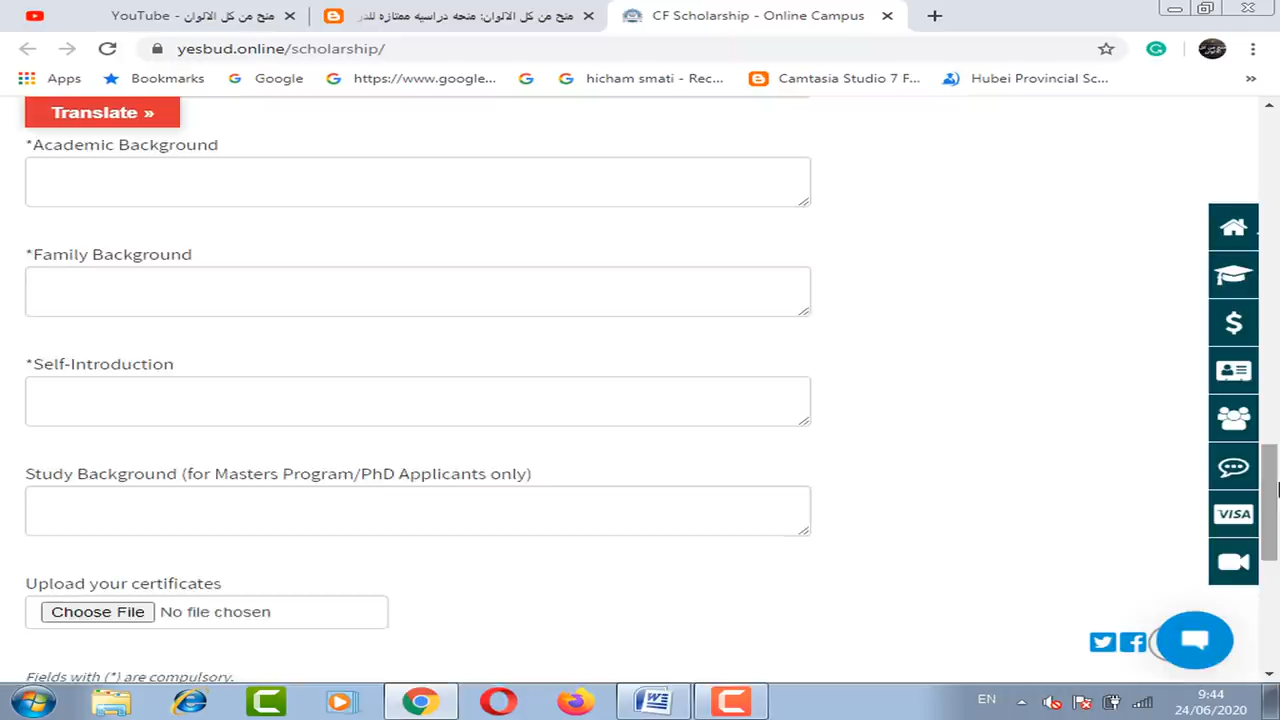 YouTube - منح من كل الالوان
منح من كل الالوان: منحه دراسيه ممتازه للدر
CF Scholarship - Online Campus
yesbud.online/scholarship/
Apps
Bookmarks
Google
https://www.google...
hicham smati - Rec...
Camtasia Studio 7 F...
Hubei Provincial Sc...
»
Translate »
*Academic Background
*Family Background
*Self-Introduction
Study Background (for Masters Program/PhD Applicants only)
Upload your certificates
Choose File No file chosen
Fields with (*) are compulsory.
$
VISA
EN
9:44
24/06/2020